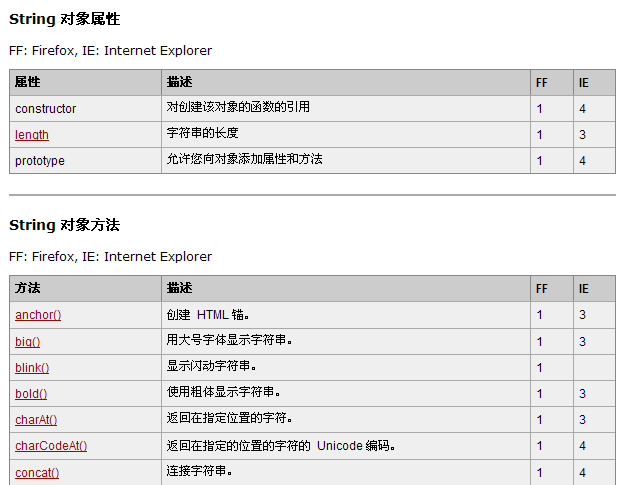 String 对象属性
FF: Firefox, IE: Internet Explorer
属性 描述 FF IE
constructor 对创建该对象的函数的引用 1 4
length 字符串的长度 1 3
prototype 允许您向对象添加属性和方法 1 4
String 对象方法
FF: Firefox, IE: Internet Explorer
方法 描述 FF IE
anchor() 创建 HTML 锚。 1 3
big() 用大号字体显示字符串。 1 3
blink() 显示闪动字符串。 1
bold() 使用粗体显示字符串。 1 3
charAt() 返回在指定位置的字符。 1 3
charCodeAt() 返回在指定的位置的字符的 Unicode 编码。 1 4
concat() 连接字符串。 1 4